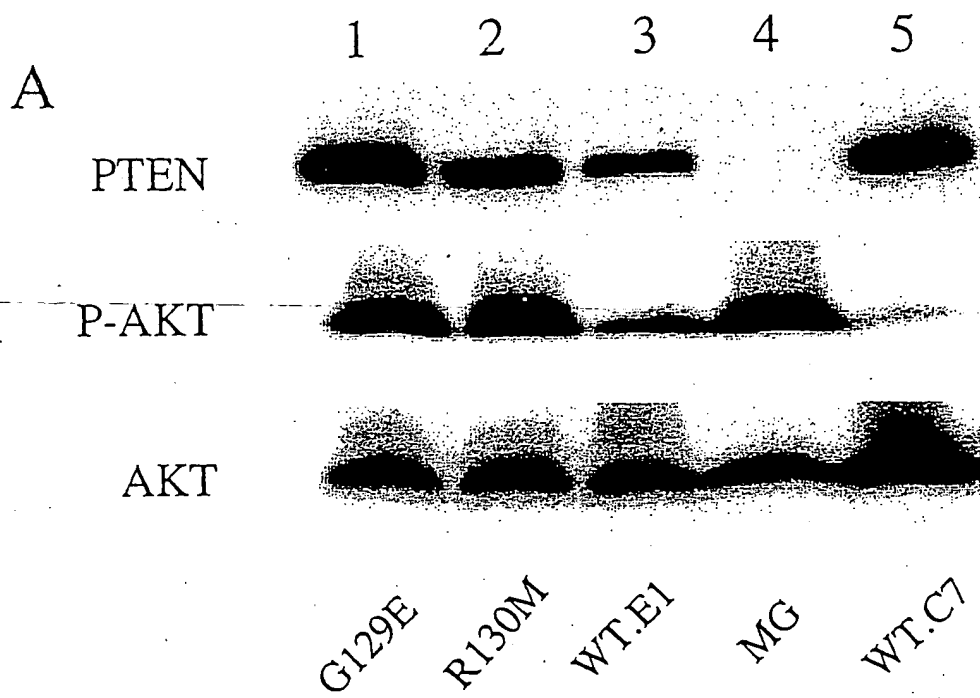 1 2 3 4 5
A
PTEN
P-AKT
AKT
G129E R130M WT.E1 MG WT.C7